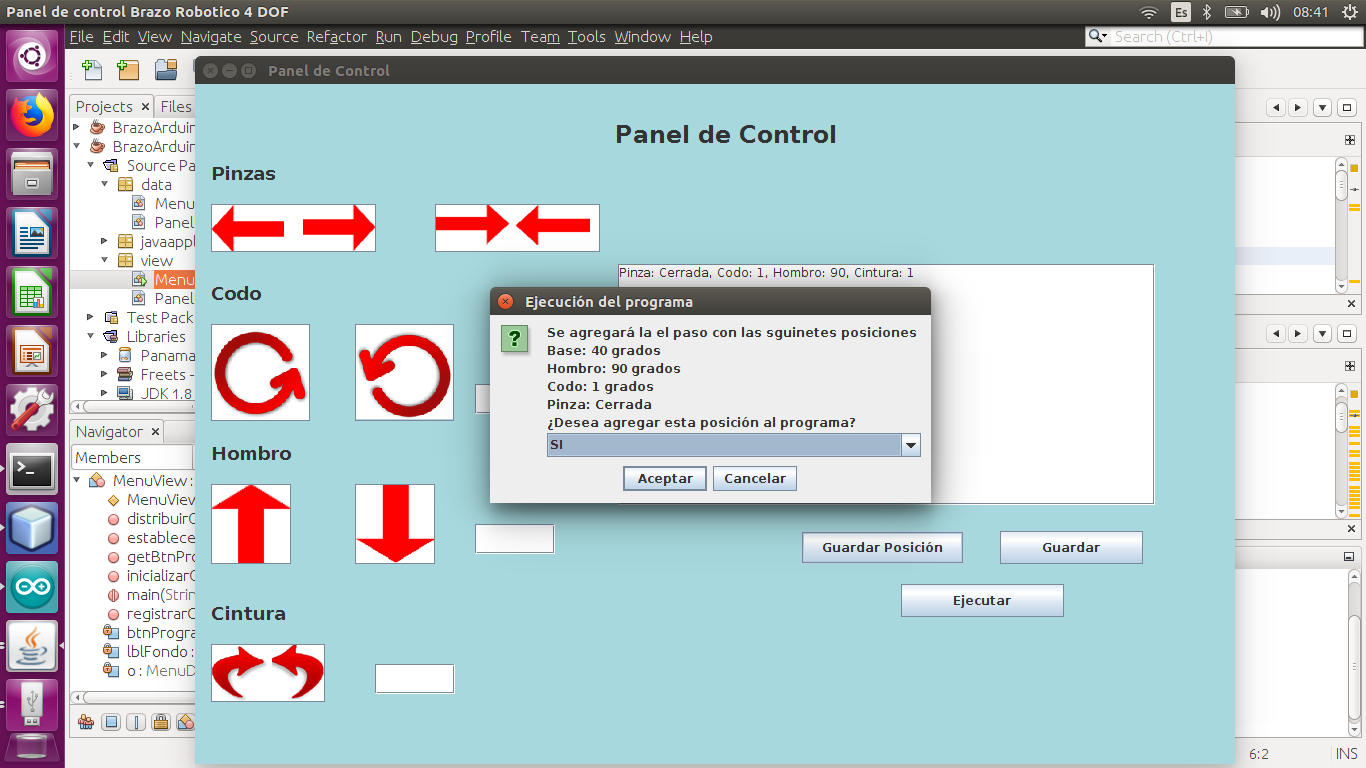 Panel de control Brazo Robotico 4 DOF
Es
08:41
File Edit View Navigate Source Refactor Run Debug Profile Team Tools Window Help
Search (Ctrl+I)
Panel de Control
Projects
Files
BrazoArduin
BrazoArduin
Source Pa
data
Menu
Panel
javaappl
view
Menu
Panel
Test Pack
Libraries
Panama
Freets -
JDK 1.8
Navigator
Members
MenuView :
MenuView
distribuirC
establece
getBtnPro
inicializarC
main(Strin
registrarC
btnProgra
lblFondo :
o : MenuD
Panel de Control
Pinzas
Codo
Hombro
Cintura
Pinza: Cerrada, Codo: 1, Hombro: 90, Cintura: 1
Ejecución del programa
?
Se agregará la el paso con las sguinetes posiciones
Base: 40 grados
Hombro: 90 grados
Codo: 1 grados
Pinza: Cerrada
¿Desea agregar esta posición al programa?
SI
Aceptar
Cancelar
Guardar Posición
Guardar
Ejecutar
6:2
INS